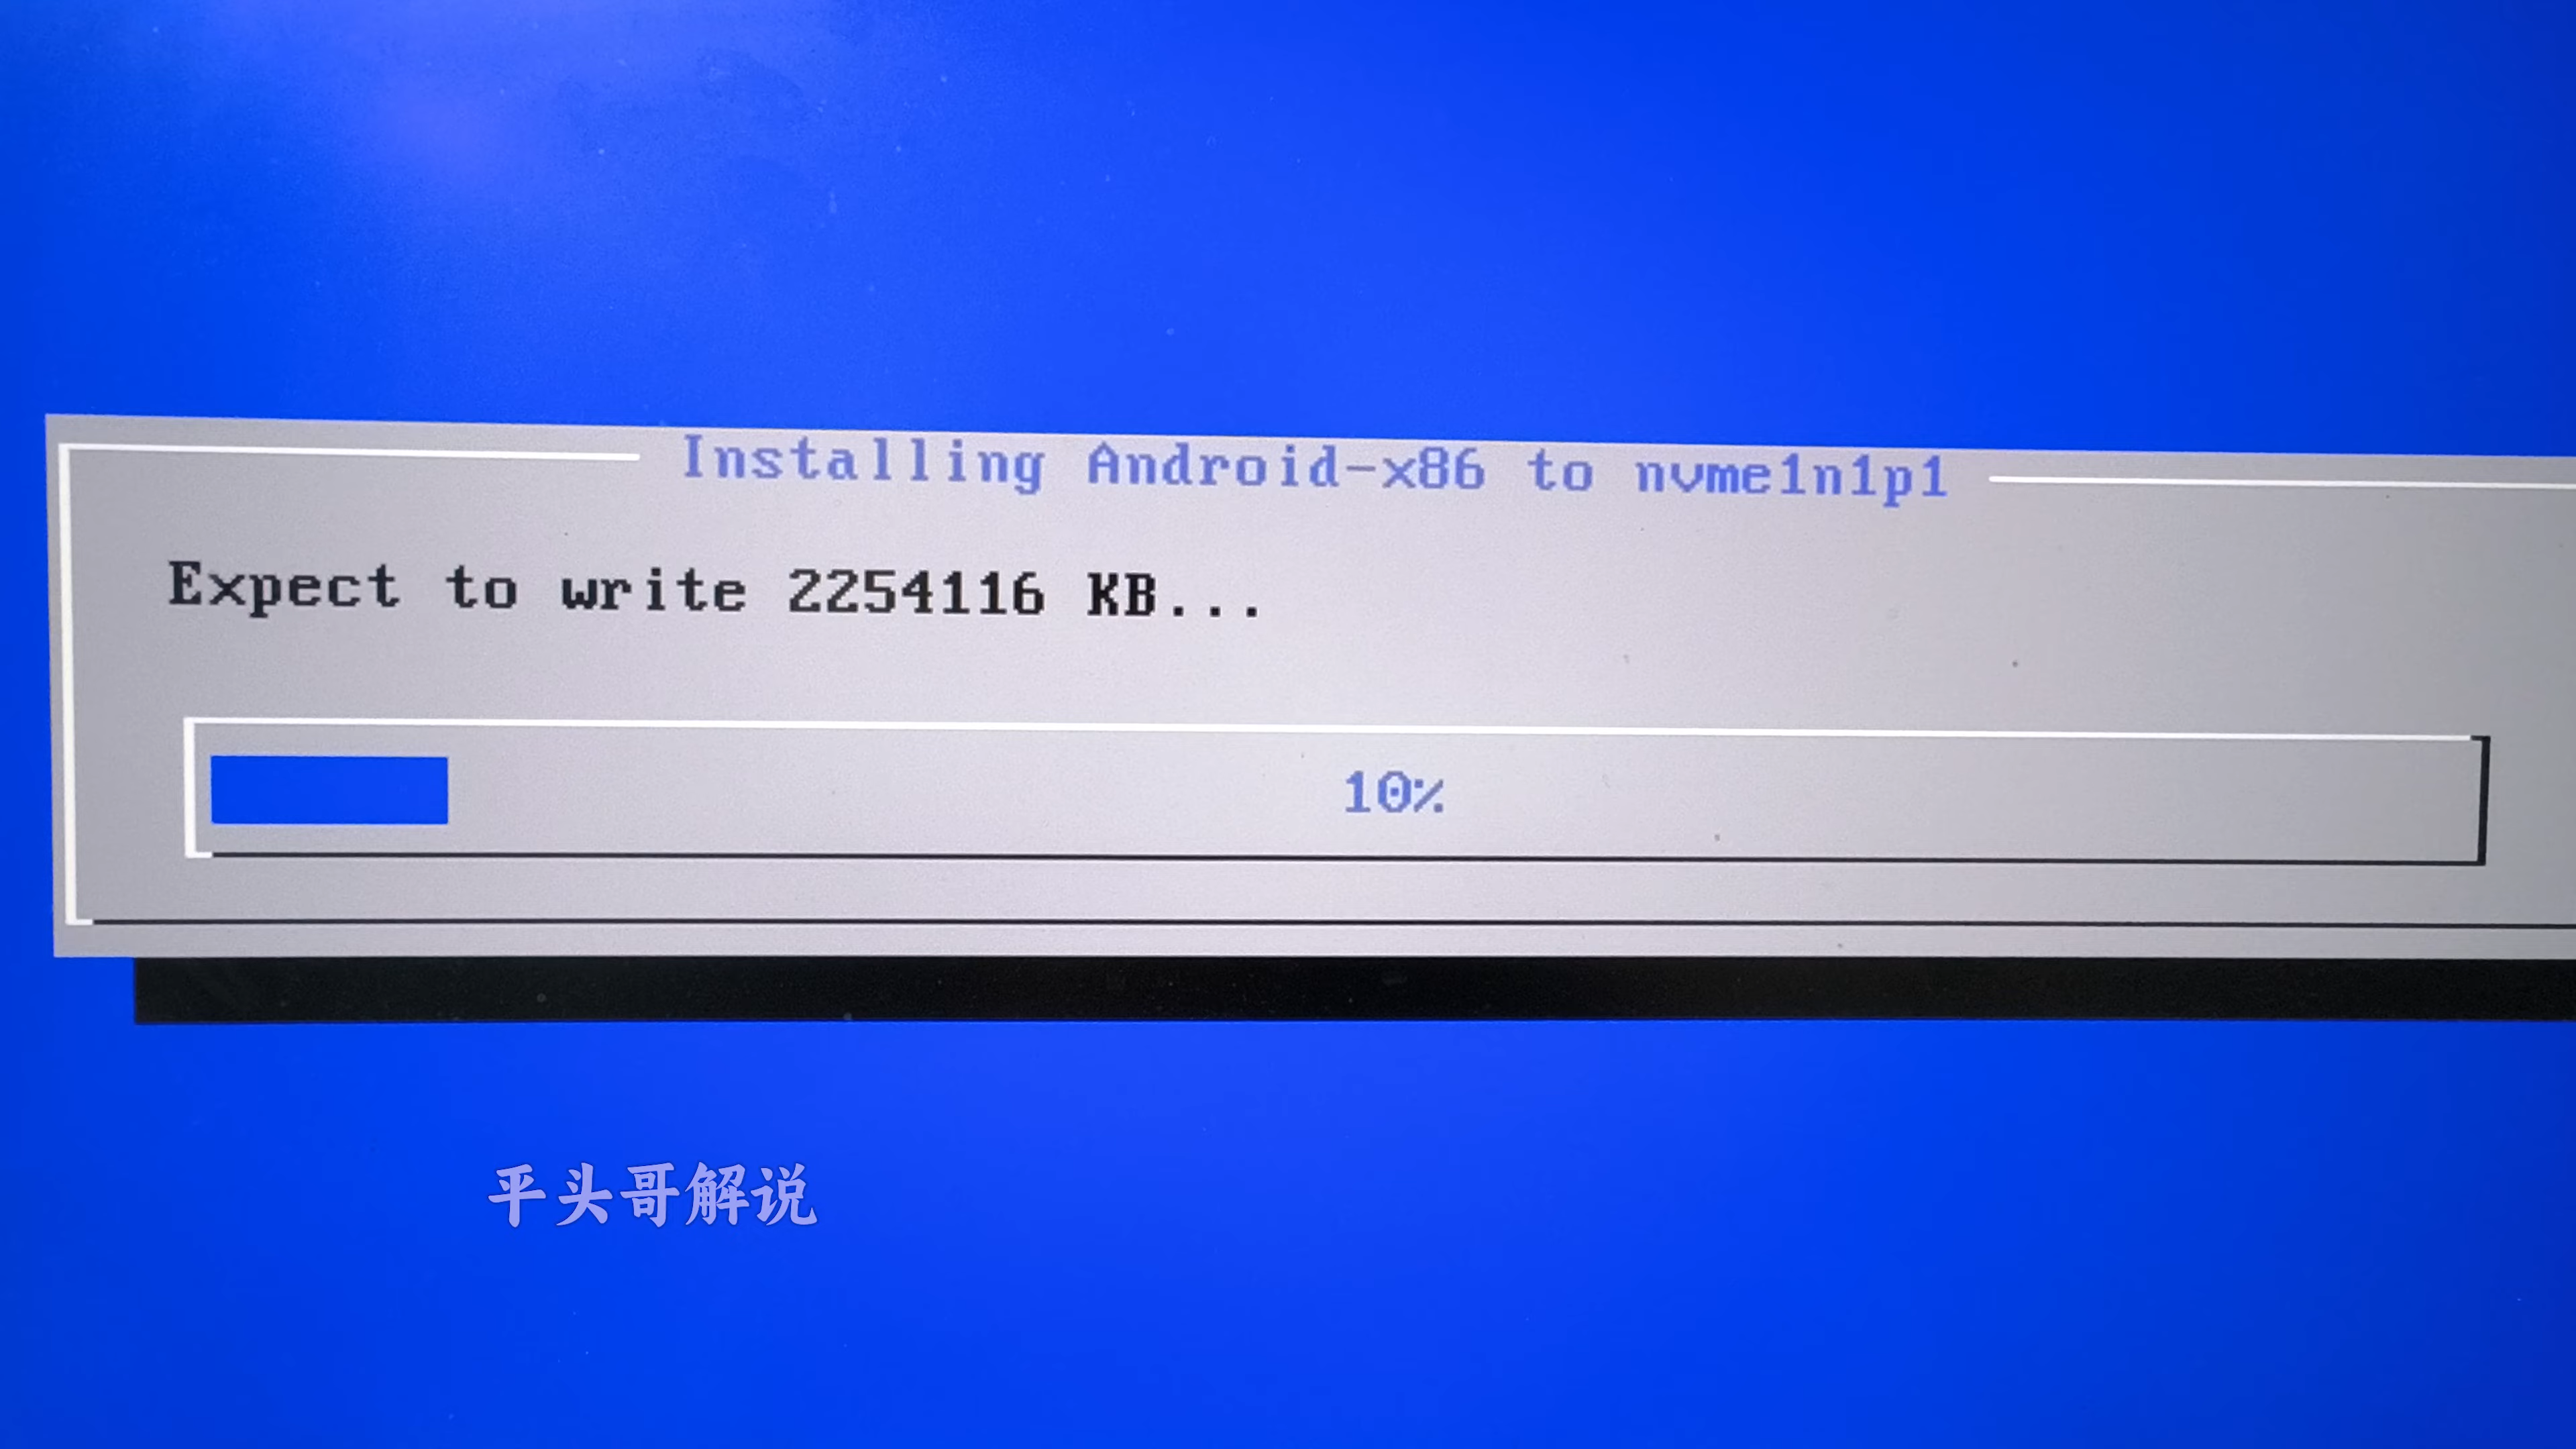 Installing Android-x86 to nvme1n1p1
Expect to write 2254116 KB...
10%
平头哥解说